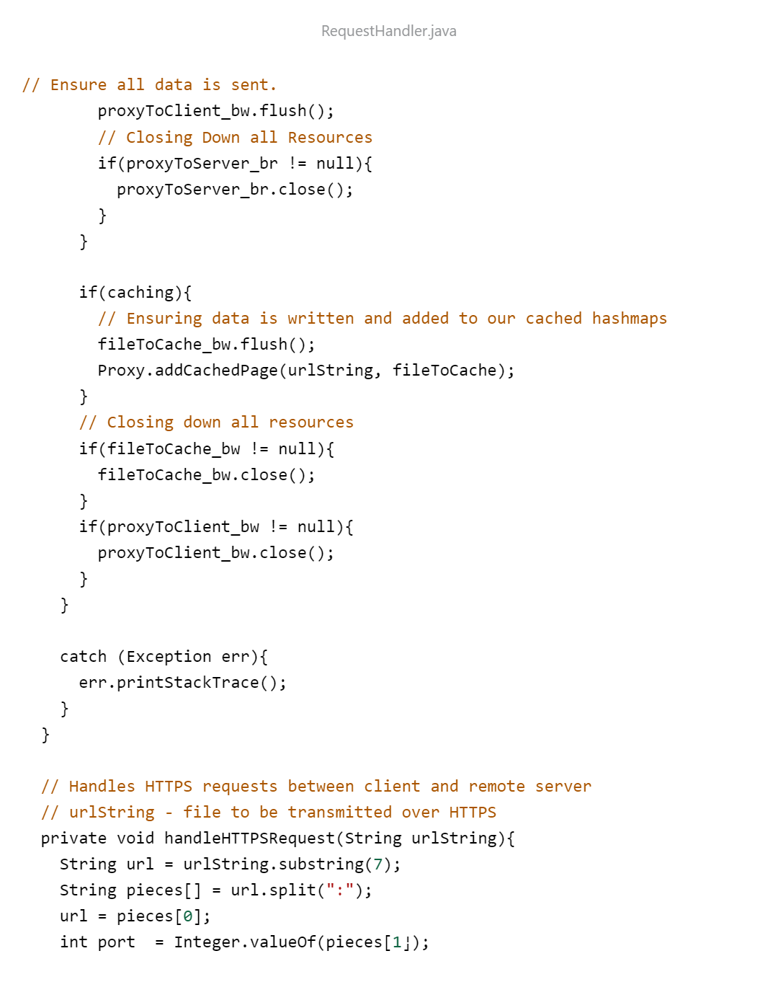 RequestHandler.java
// Ensure all data is sent.
        proxyToClient_bw.flush();
        // Closing Down all Resources
        if(proxyToServer_br != null){
          proxyToServer_br.close();
        }
      }

      if(caching){
        // Ensuring data is written and added to our cached hashmaps
        fileToCache_bw.flush();
        Proxy.addCachedPage(urlString, fileToCache);
      }
      // Closing down all resources
      if(fileToCache_bw != null){
        fileToCache_bw.close();
      }
      if(proxyToClient_bw != null){
        proxyToClient_bw.close();
      }
    }

    catch (Exception err){
      err.printStackTrace();
    }
  }

  // Handles HTTPS requests between client and remote server
  // urlString - file to be transmitted over HTTPS
  private void handleHTTPSRequest(String urlString){
    String url = urlString.substring(7);
    String pieces[] = url.split(":");
    url = pieces[0];
    int port  = Integer.valueOf(pieces[1]);